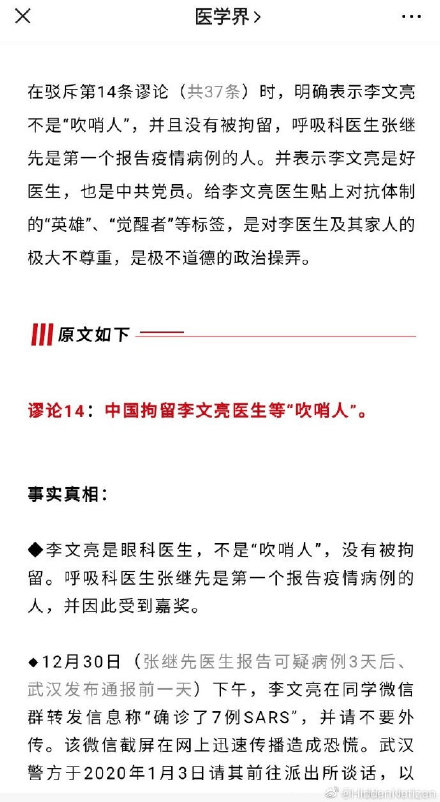 医学界
在驳斥第14条谬论（共37条）时，明确表示李文亮
不是“吹哨人”，并且没有被拘留，呼吸科医生张继
先是第一个报告疫情病例的人。并表示李文亮是好
医生，也是中共党员。给李文亮医生贴上对抗体制
的“英雄”、“觉醒者”等标签，是对李医生及其家人的
极大不尊重，是极不道德的政治操弄。
原文如下
谬论14：中国拘留李文亮医生等“吹哨人”。
事实真相：
◆李文亮是眼科医生，不是“吹哨人”，没有被拘
留。呼吸科医生张继先是第一个报告疫情病例的
人，并因此受到嘉奖。
◆12月30日（张继先医生报告可疑病例3天后、
武汉发布通报前一天）下午，李文亮在同学微信
群转发信息称“确诊了7例SARS”，并请不要外
传。该微信截屏在网上迅速传播造成恐慌。武汉
警方于2020年1月3日请其前往派出所谈话，以
@HiddenNetizen